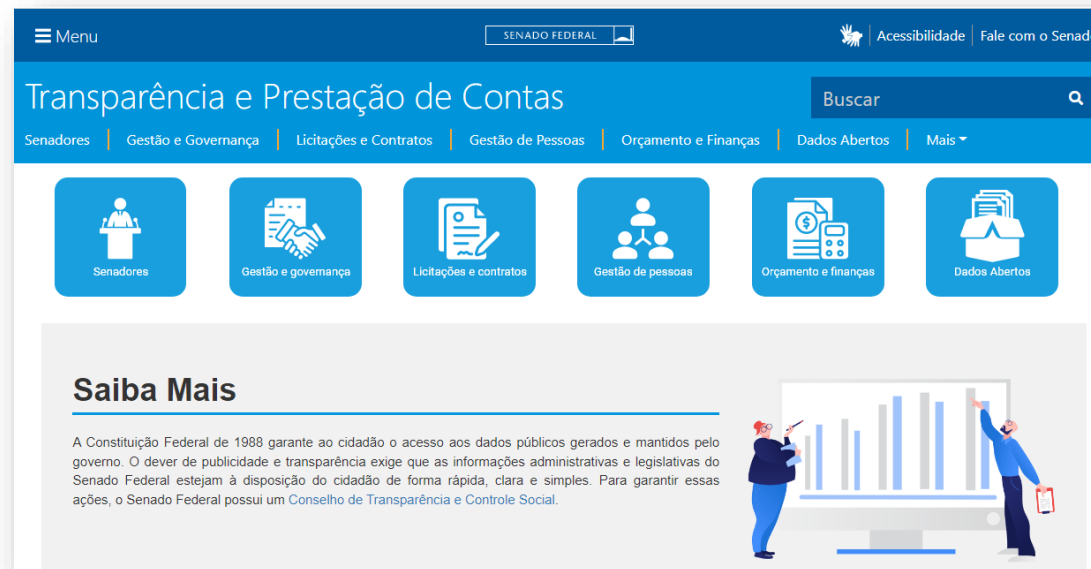 Menu
SENADO FEDERAL
Acessibilidade
Fale com o Senado
Transparência e Prestação de Contas
Buscar
Senadores
Gestão e Governança
Licitações e Contratos
Gestão de Pessoas
Orçamento e Finanças
Dados Abertos
Mais
Senadores
Gestão e governança
Licitações e contratos
Gestão de pessoas
Orçamento e finanças
Dados Abertos
Saiba Mais
A Constituição Federal de 1988 garante ao cidadão o acesso aos dados públicos gerados e mantidos pelo
governo. O dever de publicidade e transparência exige que as informações administrativas e legislativas do
Senado Federal estejam à disposição do cidadão de forma rápida, clara e simples. Para garantir essas
ações, o Senado Federal possui um Conselho de Transparência e Controle Social.